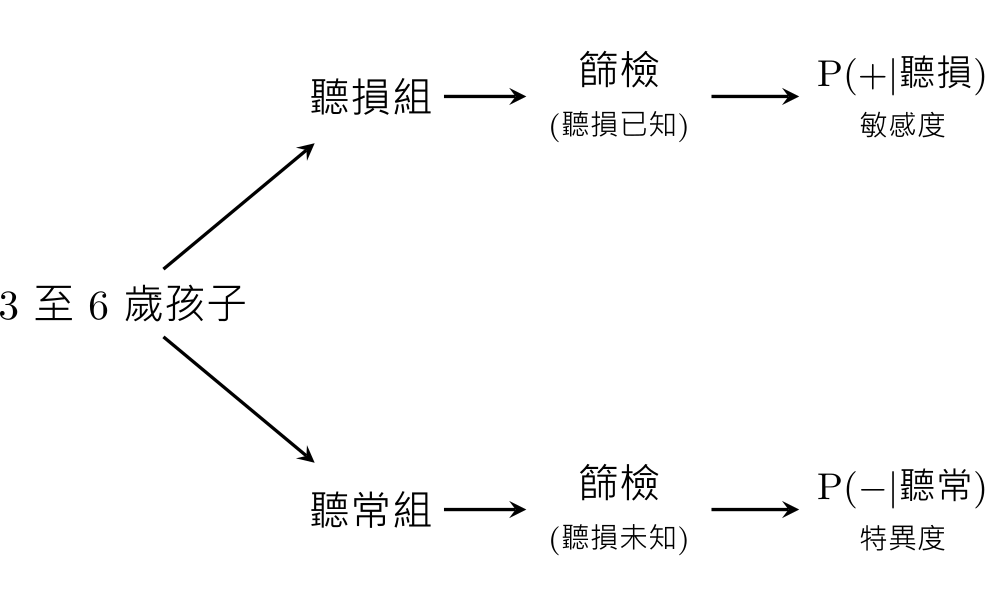 聽損組
篩檢
(聽損已知)
P(+|聽損)
敏感度
3 至 6 歲孩子
聽常組
篩檢
(聽損未知)
P(−|聽常)
特異度